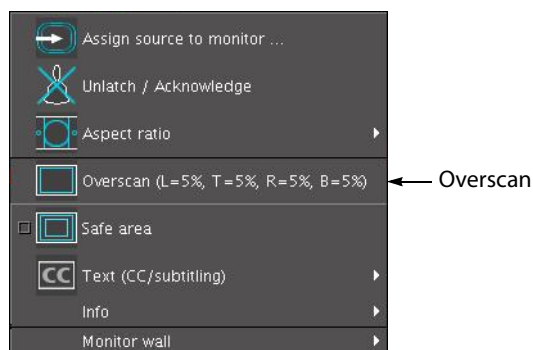 Assign source to monitor ...
Unlatch / Acknowledge
Aspect ratio
Overscan (L=5%, T=5%, R=5%, B=5%)
Overscan
Safe area
CC Text (CC/subtitling)
Info
Monitor wall